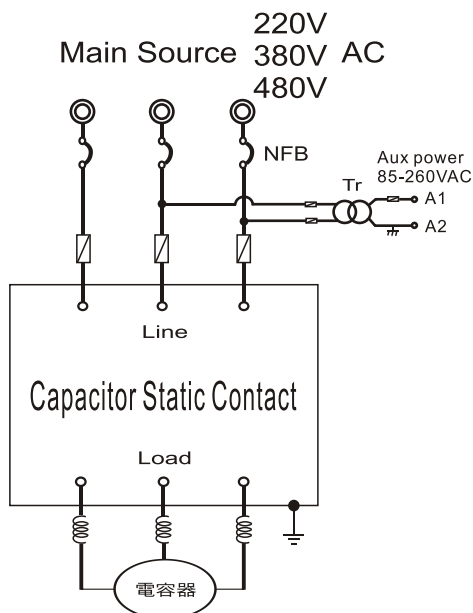 220V
Main Source 380V AC
480V
NFB
Aux power
85-260VAC
Tr
A1
A2
Line
Capacitor Static Contact
Load
電容器